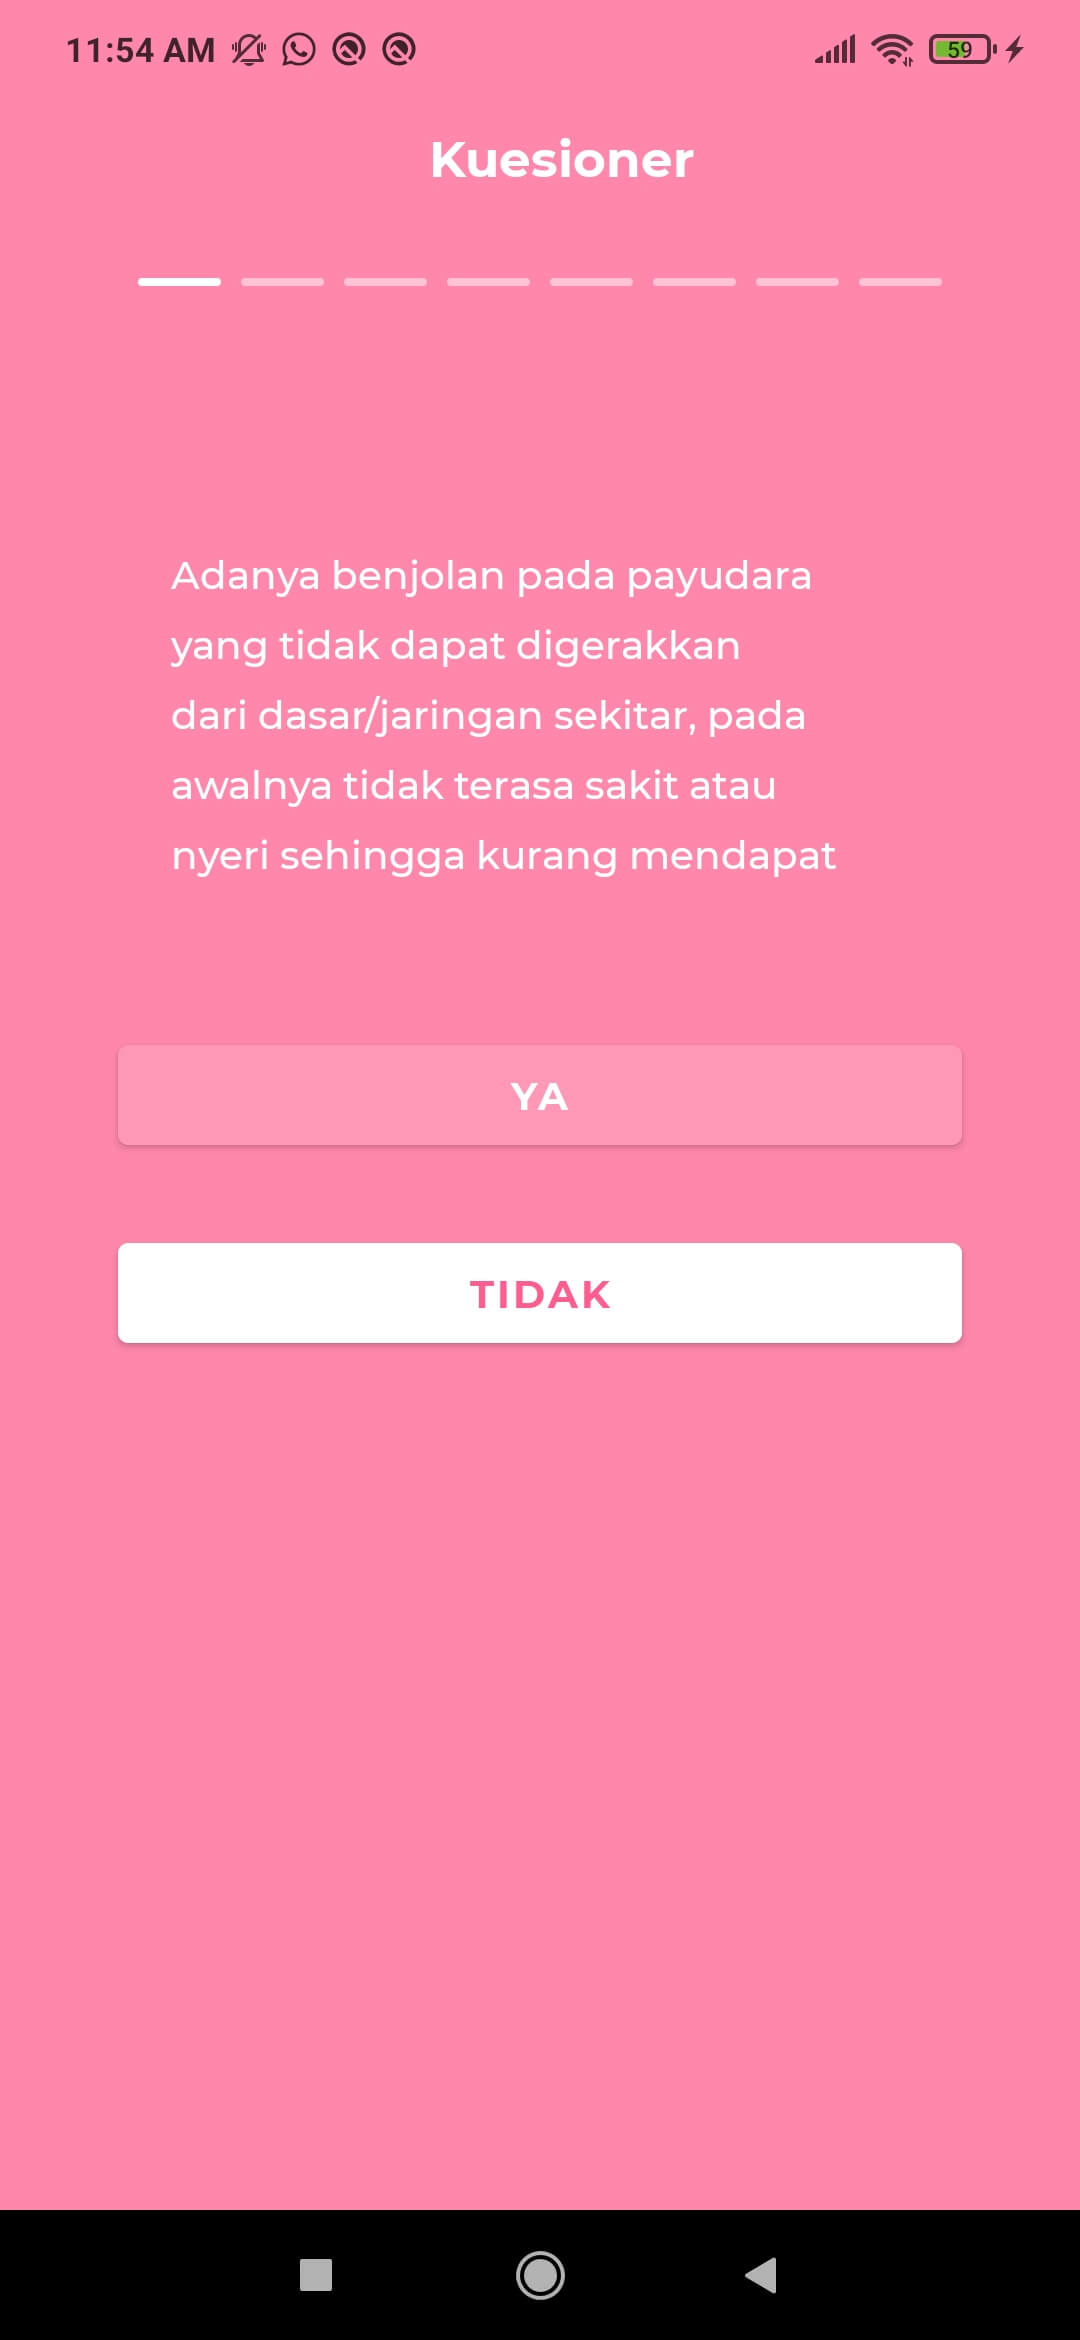 11:54 AM
59
Kuesioner
Adanya benjolan pada payudara
yang tidak dapat digerakkan
dari dasar/jaringan sekitar, pada
awalnya tidak terasa sakit atau
nyeri sehingga kurang mendapat
YA
TIDAK